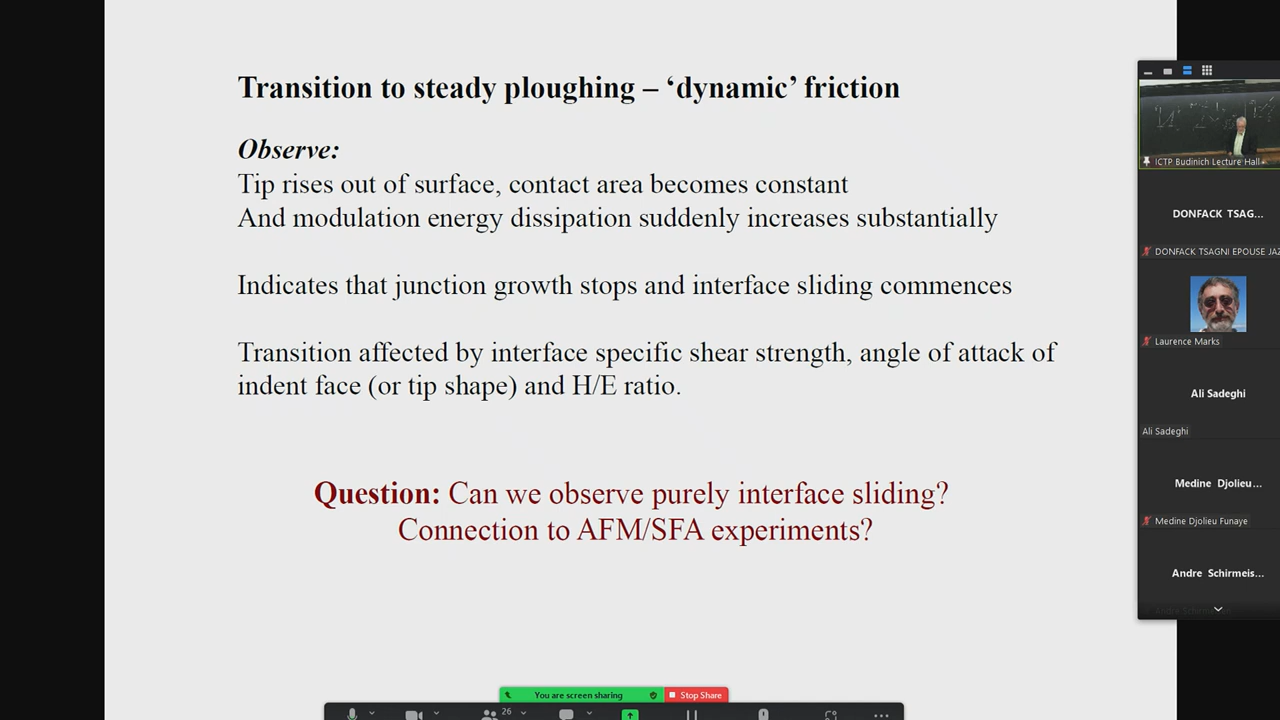 Transition to steady ploughing – ‘dynamic’ friction
Observe:
Tip rises out of surface, contact area becomes constant
And modulation energy dissipation suddenly increases substantially
Indicates that junction growth stops and interface sliding commences
Transition affected by interface specific shear strength, angle of attack of
indent face (or tip shape) and H/E ratio.
Question: Can we observe purely interface sliding?
Connection to AFM/SFA experiments?
ICTP Budinich Lecture Hall
DONFACK TSAG...
DONFACK TSAGNI EPOUSE JAZ
Laurence Marks
Ali Sadeghi
Ali Sadeghi
Medine Djolieu...
Medine Djolieu Funaye
Andre Schirmeis...
You are screen sharing
Stop Share
26